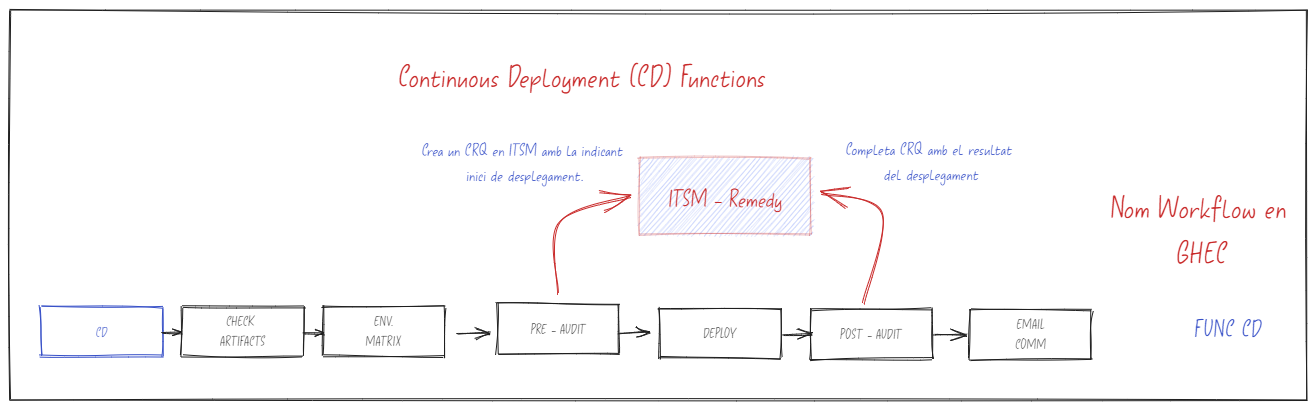 Continuous Deployment (CD) Functions
Crea un CRQ en ITSM amb la indicant
inici de desplegament.
Completa CRQ amb el resultat
del desplegament
ITSM - Remedy
Nom Workflow en
GHEC
CD
CHECK
ARTIFACTS
ENV.
MATRIX
PRE - AUDIT
DEPLOY
POST - AUDIT
EMAIL
COMM
FUNC CD